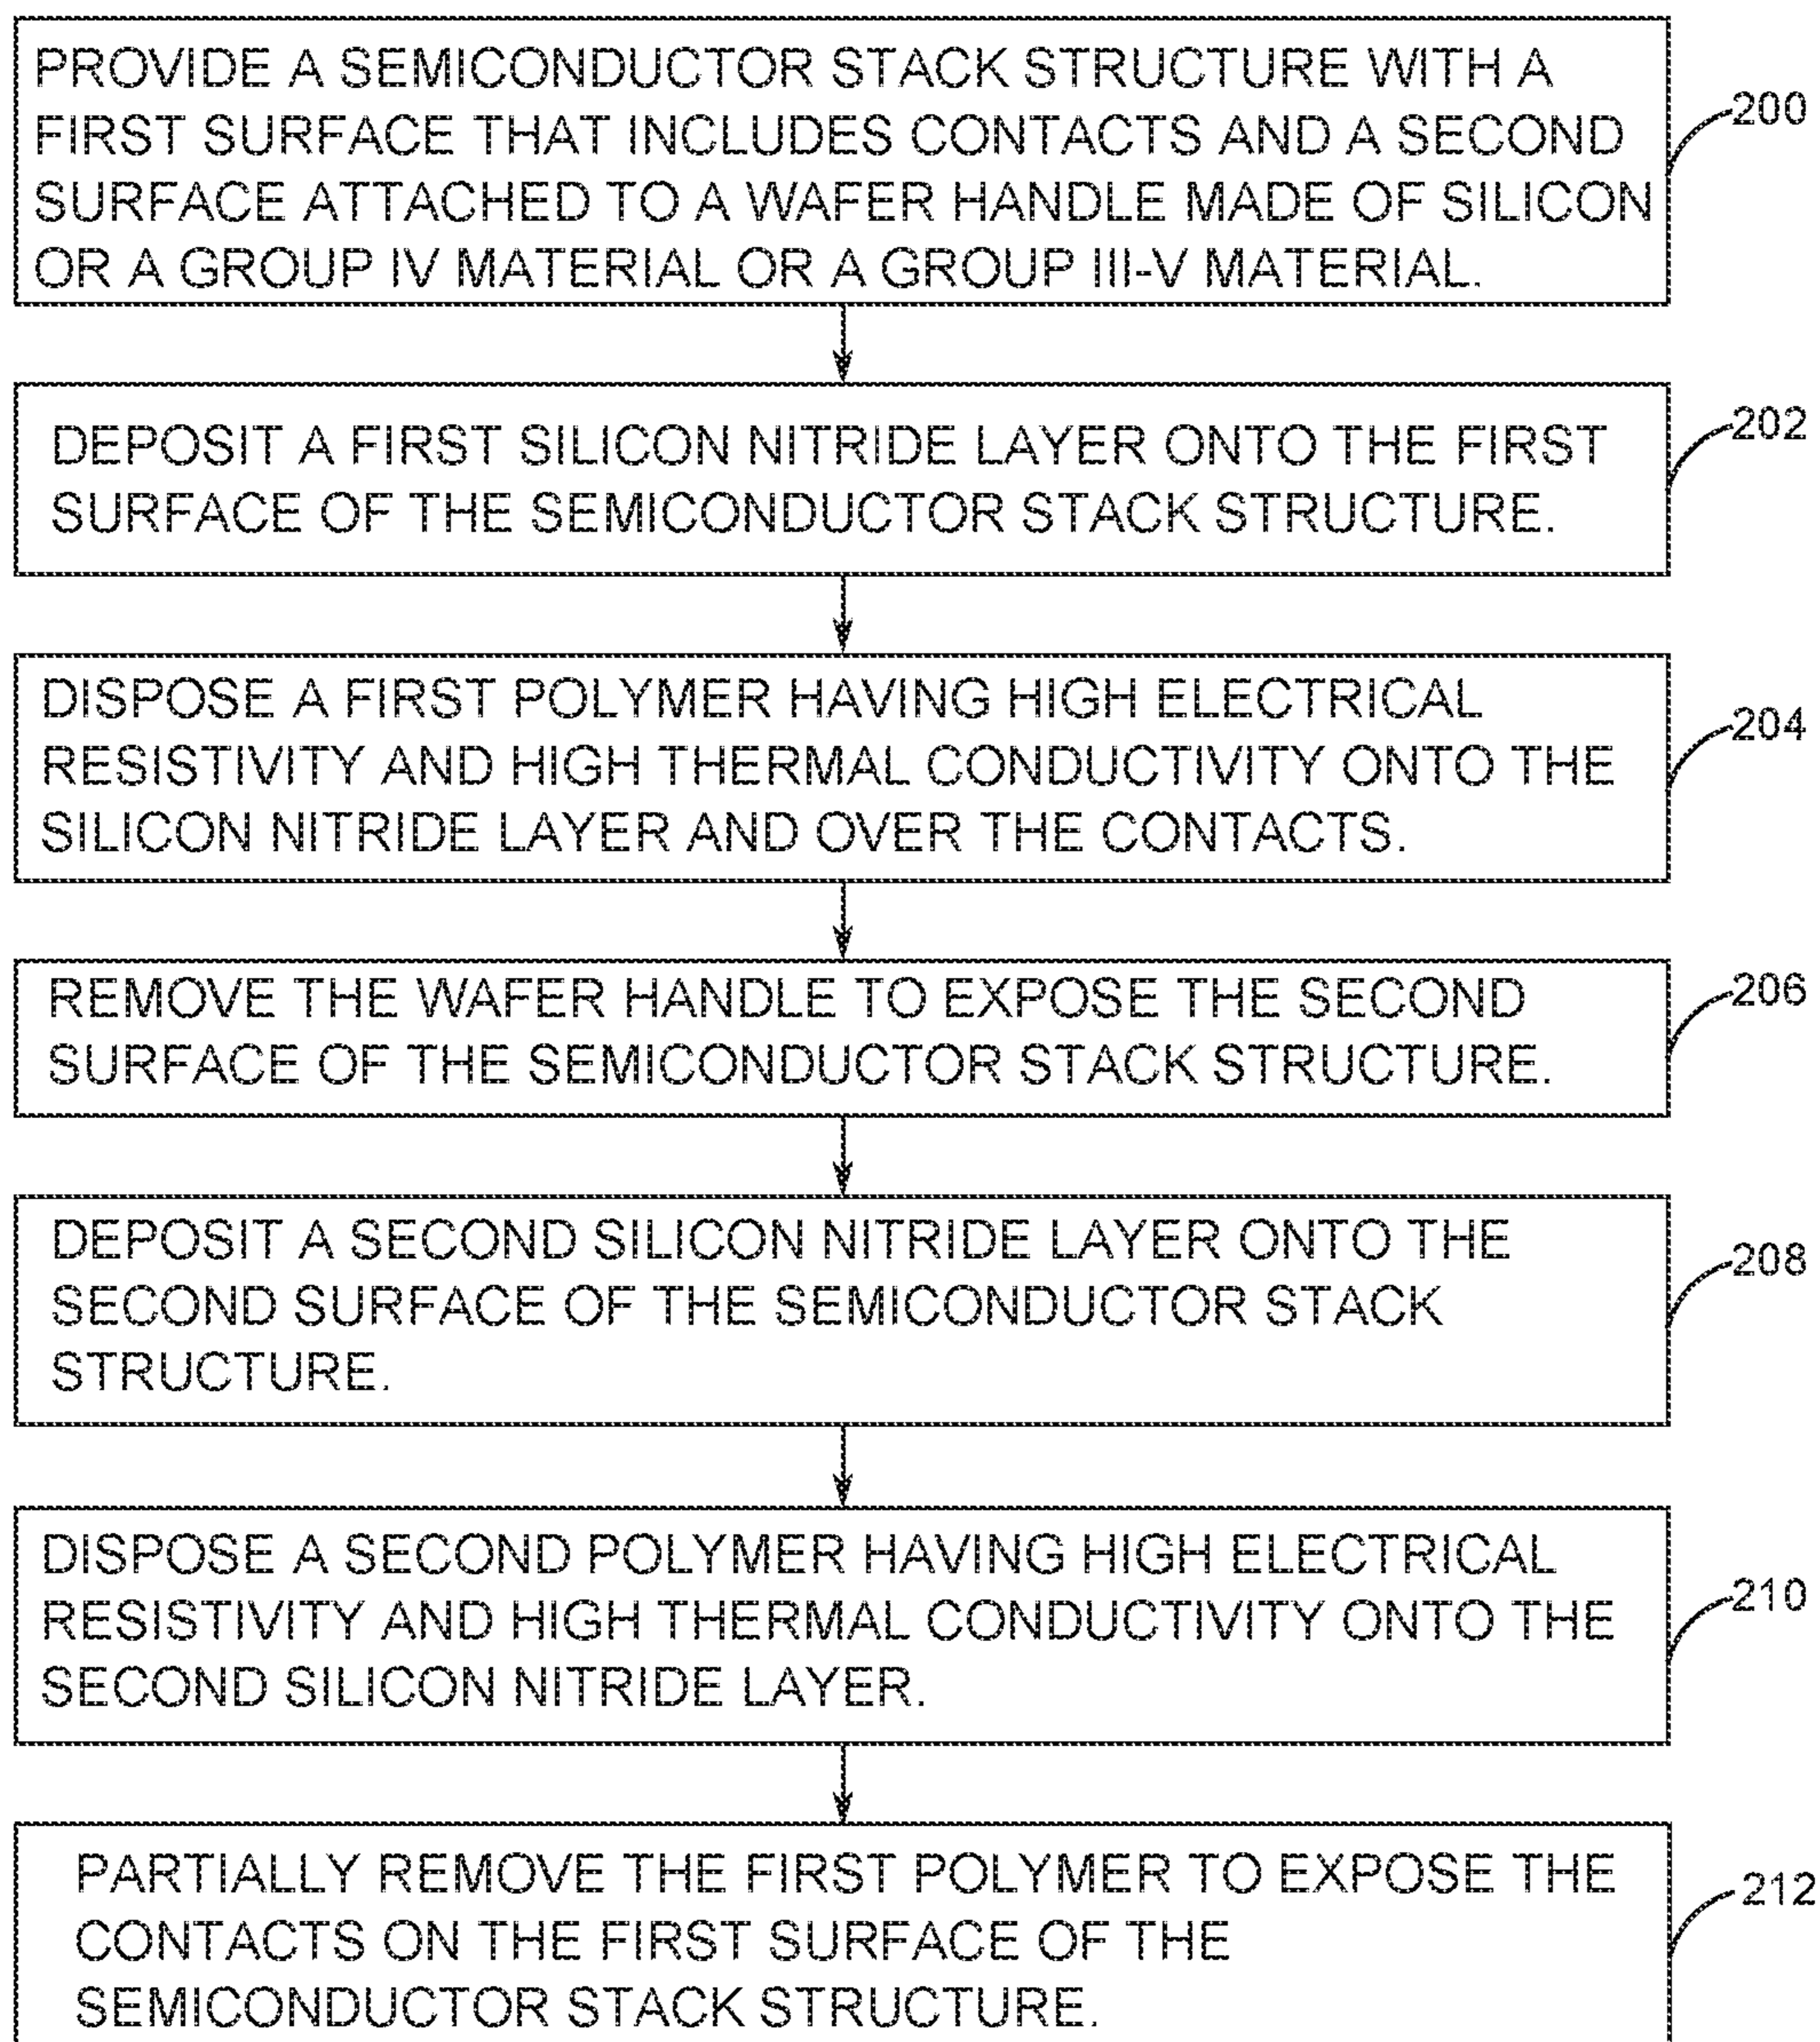 PROVIDE A SEMICONDUCTOR STACK STRUCTURE WITH A
FIRST SURFACE THAT INCLUDES CONTACTS AND A SECOND
SURFACE ATTACHED TO A WAFER HANDLE MADE OF SILICON
OR A GROUP IV MATERIAL OR A GROUP III-V MATERIAL.
200
DEPOSIT A FIRST SILICON NITRIDE LAYER ONTO THE FIRST
SURFACE OF THE SEMICONDUCTOR STACK STRUCTURE.
202
DISPOSE A FIRST POLYMER HAVING HIGH ELECTRICAL
RESISTIVITY AND HIGH THERMAL CONDUCTIVITY ONTO THE
SILICON NITRIDE LAYER AND OVER THE CONTACTS.
204
REMOVE THE WAFER HANDLE TO EXPOSE THE SECOND
SURFACE OF THE SEMICONDUCTOR STACK STRUCTURE.
206
DEPOSIT A SECOND SILICON NITRIDE LAYER ONTO THE
SECOND SURFACE OF THE SEMICONDUCTOR STACK
STRUCTURE.
208
DISPOSE A SECOND POLYMER HAVING HIGH ELECTRICAL
RESISTIVITY AND HIGH THERMAL CONDUCTIVITY ONTO THE
SECOND SILICON NITRIDE LAYER.
210
PARTIALLY REMOVE THE FIRST POLYMER TO EXPOSE THE
CONTACTS ON THE FIRST SURFACE OF THE
SEMICONDUCTOR STACK STRUCTURE.
212